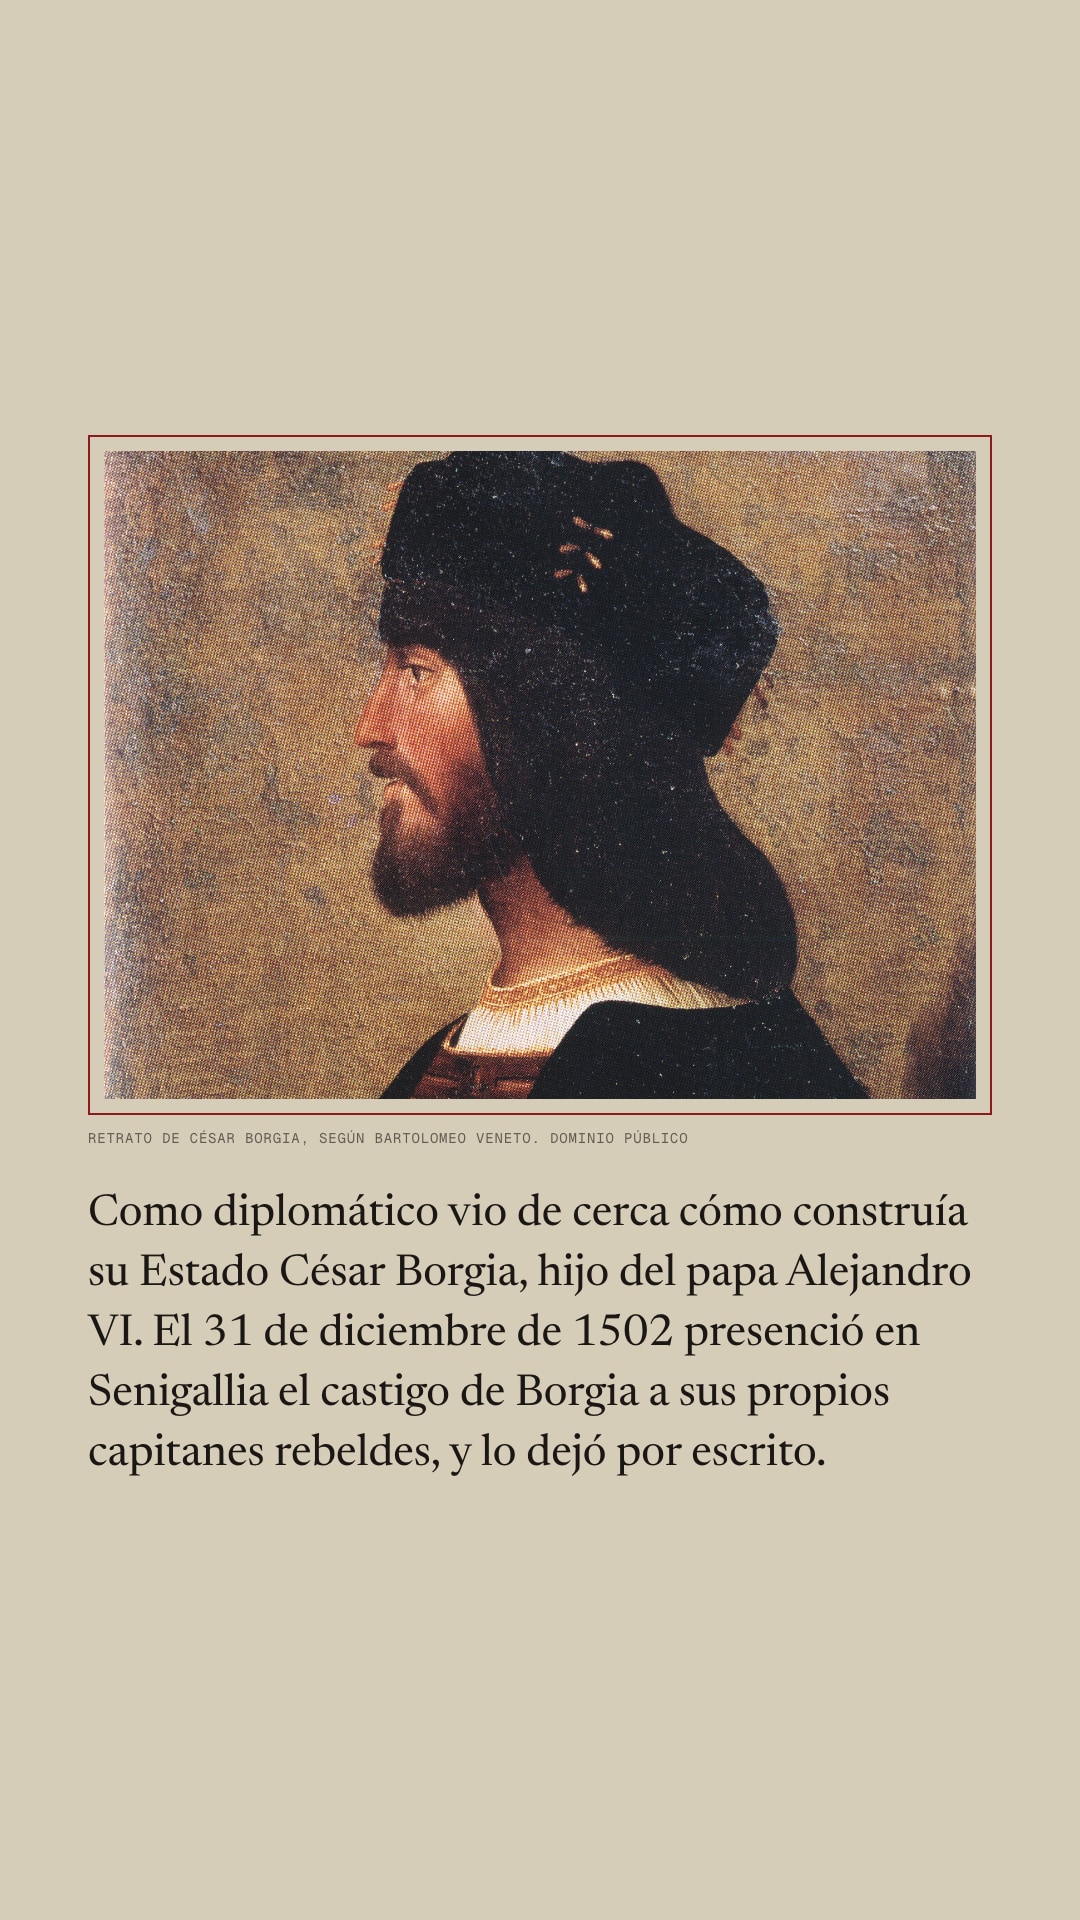 RETRATO DE CÉSAR BORGIA, SEGÚN BARTOLOMEO VENETO. DOMINIO PÚBLICO
Como diplomático vio de cerca cómo construía
su Estado César Borgia, hijo del papa Alejandro
VI. El 31 de diciembre de 1502 presenció en
Senigallia el castigo de Borgia a sus propios
capitanes rebeldes, y lo dejó por escrito.